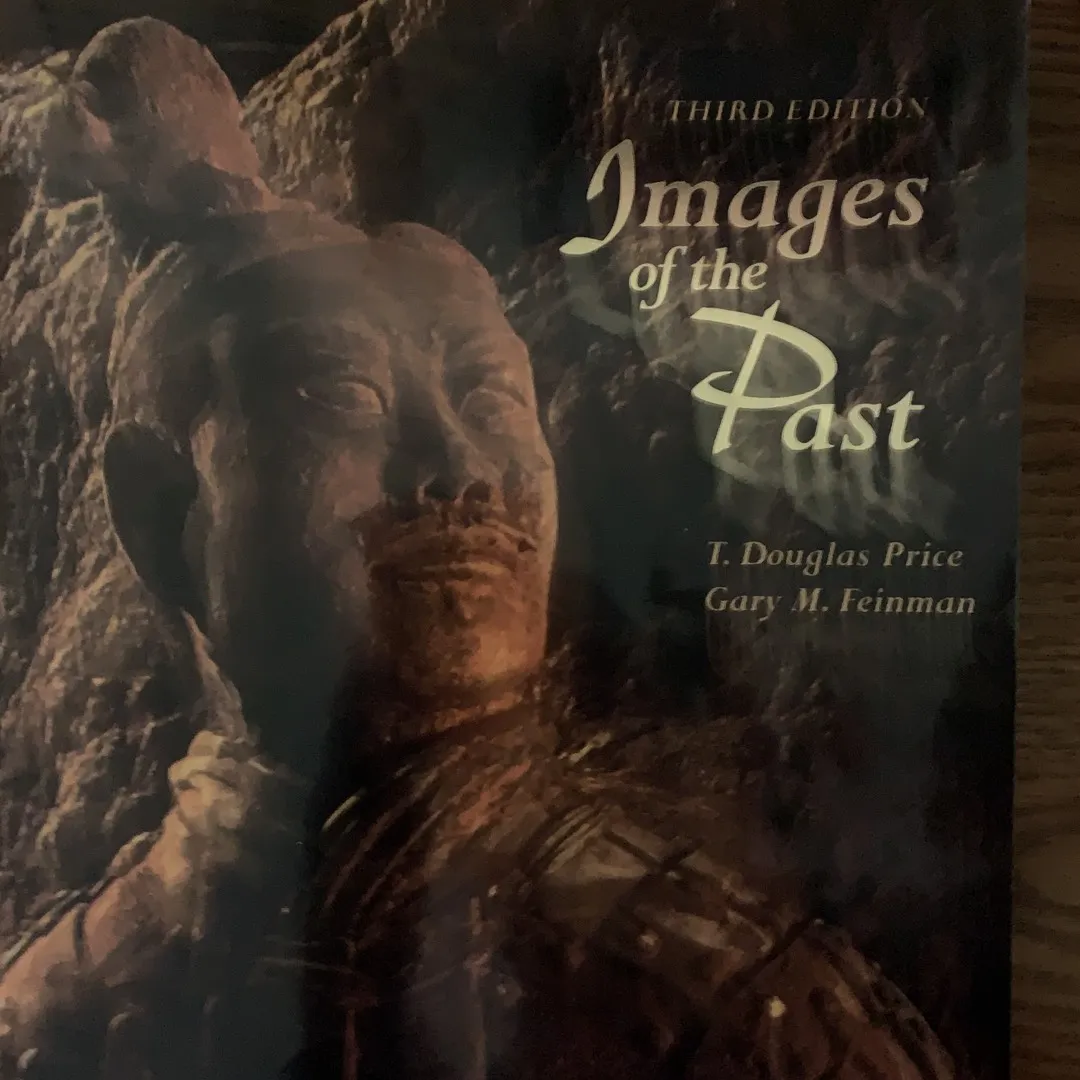 THIRD EDITION
Images
of the
Past
T. Douglas Price
Gary M. Feinman